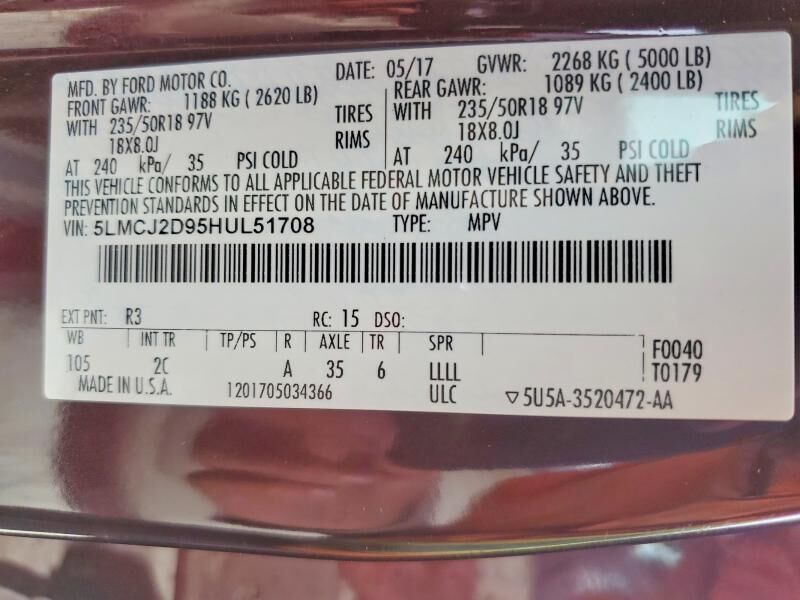 MFD. BY FORD MOTOR CO. DATE: 05/17 GVWR: 2268 KG ( 5000 LB)
FRONT GAWR: 1188 KG ( 2620 LB) REAR GAWR: 1089 KG ( 2400 LB)
WITH 235/50R18 97V TIRES WITH 235/50R18 97V TIRES
18X8.0J RIMS 18X8.0J RIMS
AT 240 kPa/ 35 PSI COLD AT 240 kPa/ 35 PSI COLD
THIS VEHICLE CONFORMS TO ALL APPLICABLE FEDERAL MOTOR VEHICLE SAFETY AND THEFT
PREVENTION STANDARDS IN EFFECT ON THE DATE OF MANUFACTURE SHOWN ABOVE.
VIN: 5LMCJ2D95HUL51708 TYPE: MPV
EXT PNT: R3 RC: 15 DSO:
WB INT TR TP/PS R AXLE TR SPR F0040
105 2C A 35 6 LLLL T0179
MADE IN U.S.A. 1201705034366 ULC ▽5U5A-3520472-AA